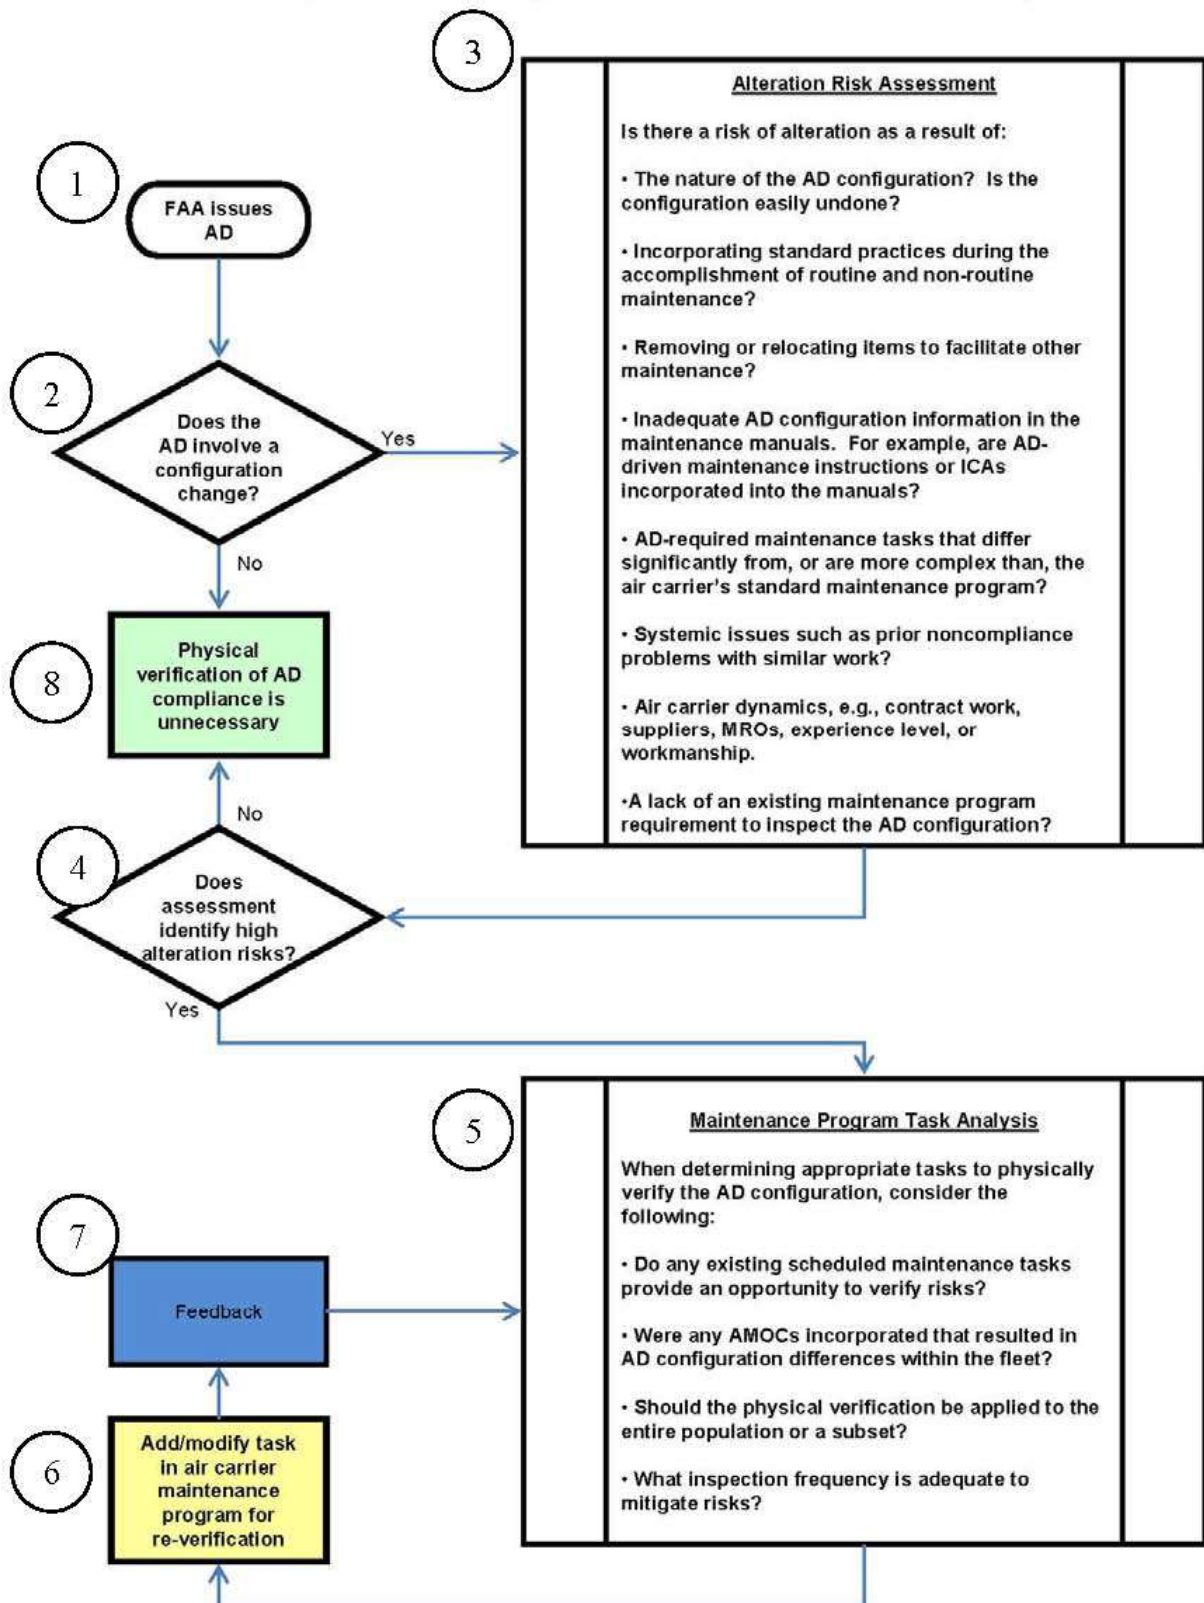 3
Alteration Risk Assessment
Is there a risk of alteration as a result of:
• The nature of the AD configuration? Is the
configuration easily undone?
• Incorporating standard practices during the
accomplishment of routine and non-routine
maintenance?
• Removing or relocating items to facilitate other
maintenance?
• Inadequate AD configuration information in the
maintenance manuals. For example, are AD-
driven maintenance instructions or ICAs
incorporated into the manuals?
• AD-required maintenance tasks that differ
significantly from, or are more complex than, the
air carrier's standard maintenance program?
• Systemic issues such as prior noncompliance
problems with similar work?
• Air carrier dynamics, e.g., contract work,
suppliers, MROs, experience level, or
workmanship.
•A lack of an existing maintenance program
requirement to inspect the AD configuration?
1
FAA issues
AD
2
Does the
AD involve a
configuration
change?
Yes
No
8
Physical
verification of AD
compliance is
unnecessary
No
4
Does
assessment
identify high
alteration risks?
Yes
5
Maintenance Program Task Analysis
When determining appropriate tasks to physically
verify the AD configuration, consider the
following:
• Do any existing scheduled maintenance tasks
provide an opportunity to verify risks?
• Were any AMOCs incorporated that resulted in
AD configuration differences within the fleet?
• Should the physical verification be applied to the
entire population or a subset?
• What inspection frequency is adequate to
mitigate risks?
7
Feedback
6
Add/modify task
in air carrier
maintenance
program for
re-verification